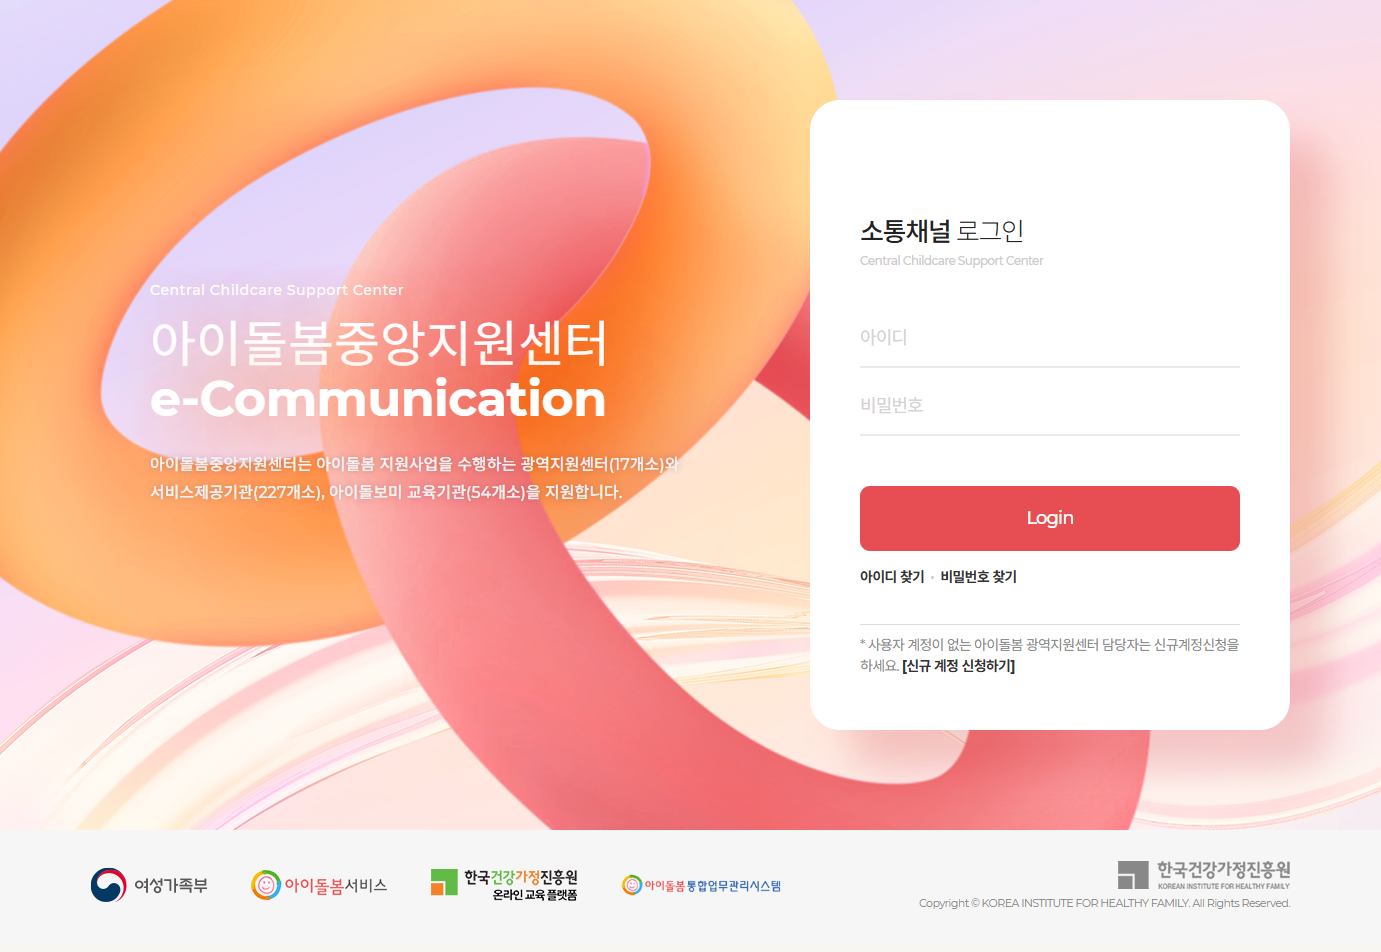 Central Childcare Support Center
아이돌봄중앙지원센터
e-Communication
아이돌봄중앙지원센터는 아이돌봄 지원사업을 수행하는 광역지원센터(17개소)와
서비스제공기관(227개소), 아이돌보미 교육기관(54개소)을 지원합니다.
소통채널 로그인
Central Childcare Support Center
아이디
비밀번호
Login
아이디 찾기 • 비밀번호 찾기
* 사용자 계정이 없는 아이돌봄 광역지원센터 담당자는 신규계정신청을
하세요. [신규 계정 신청하기]
여성가족부
아이돌봄서비스
한국건강가정진흥원
온라인 교육 플랫폼
아이돌봄 통합업무관리시스템
한국건강가정진흥원
KOREAN INSTITUTE FOR HEALTHY FAMILY
Copyright © KOREA INSTITUTE FOR HEALTHY FAMILY. All Rights Reserved.